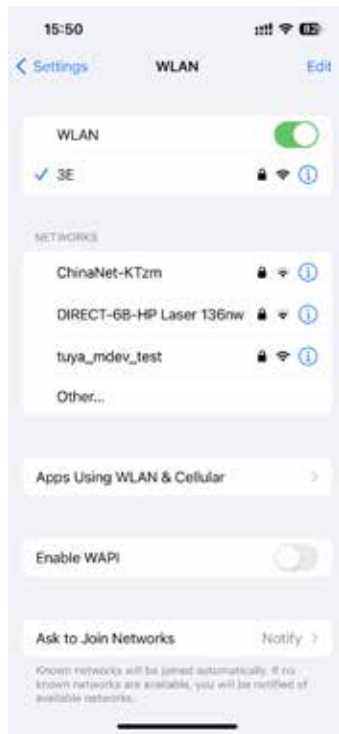 15:50
Settings
WLAN
Edit
WLAN
3E
NETWORKS
ChinaNet-KTzm
DIRECT-6B-HP Laser 136nw
tuya_mdev_test
Other...
Apps Using WLAN & Cellular
Enable WAPI
Ask to Join Networks
Notify
Known networks will be joined automatically. If no
known networks are available, you will be notified of
available networks.